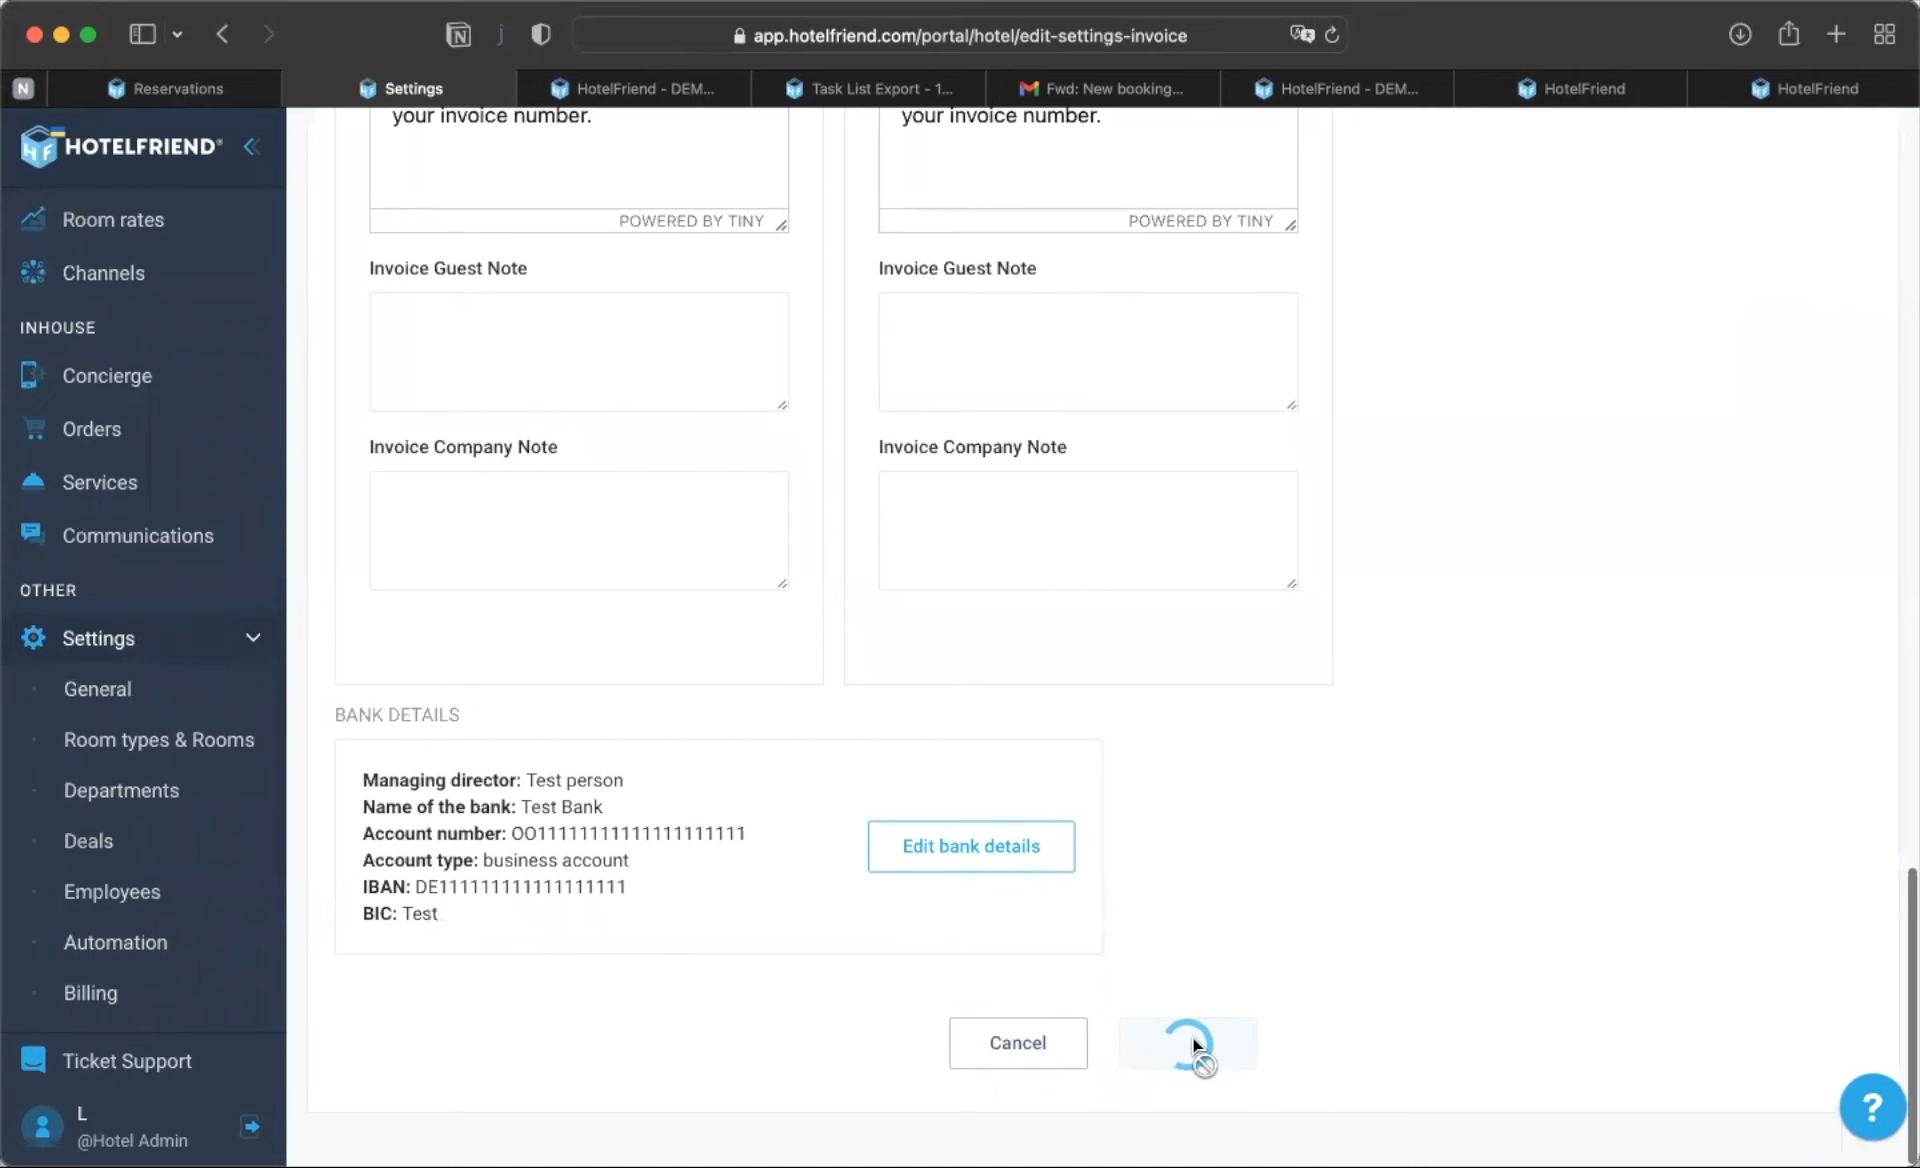 app.hotelfriend.com/portal/hotel/edit-settings-invoice
N
Reservations
Settings
HotelFriend - DEM...
Task List Export - 1...
Fwd: New booking...
HotelFriend - DEM...
HotelFriend
HotelFriend
HOTELFRIEND®
Room rates
Channels
INHOUSE
Concierge
Orders
Services
Communications
OTHER
Settings
General
Room types & Rooms
Departments
Deals
Employees
Automation
Billing
Ticket Support
L
@Hotel Admin
your invoice number.
your invoice number.
POWERED BY TINY
POWERED BY TINY
Invoice Guest Note
Invoice Guest Note
Invoice Company Note
Invoice Company Note
BANK DETAILS
Managing director: Test person
Name of the bank: Test Bank
Account number: OO11111111111111111111
Account type: business account
IBAN: DE111111111111111111
BIC: Test
Edit bank details
Cancel
?